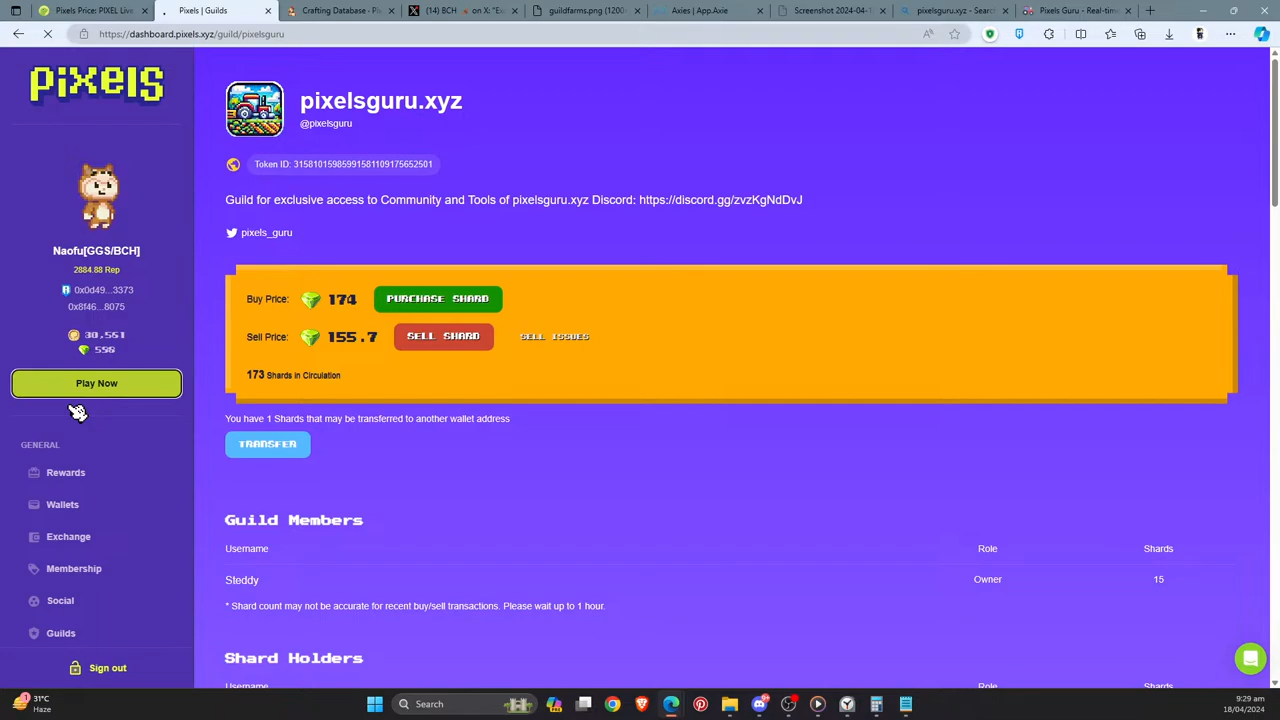 Pixels Price: PIXEL Live
Pixels | Guilds
Crafting Database - Pi
(14) BCH on X: "Ex
guildfarms.png (1200
Axies | App.Axie
Screenshot 2024-04-1
pixelsguru.xyz - Searc
Pixels Guru - Real-time
https://dashboard.pixels.xyz/guild/pixelsguru
pixels
Naofu[GGS/BCH]
2884.88 Rep
0x0d49...3373
0x8f46...8075
30,561
590
Play Now
GENERAL
Rewards
Wallets
Exchange
Membership
Social
Guilds
Sign out
pixelsguru.xyz
@pixelsguru
Token ID: 31581015985991581109175652501
Guild for exclusive access to Community and Tools of pixelsguru.xyz Discord: https://discord.gg/zvzKgNdDvJ
pixels_guru
Buy Price: 174 PURCHASE SHARD
Sell Price: 155.7 SELL SHARD SELL ISSUES
173 Shards in Circulation
You have 1 Shards that may be transferred to another wallet address
TRANSFER
Guild Members
Username Role Shards
Steddy Owner 15
* Shard count may not be accurate for recent buy/sell transactions. Please wait up to 1 hour.
Shard Holders
Username Role Shards
31°C
Haze
Search
9:29 am
18/04/2024